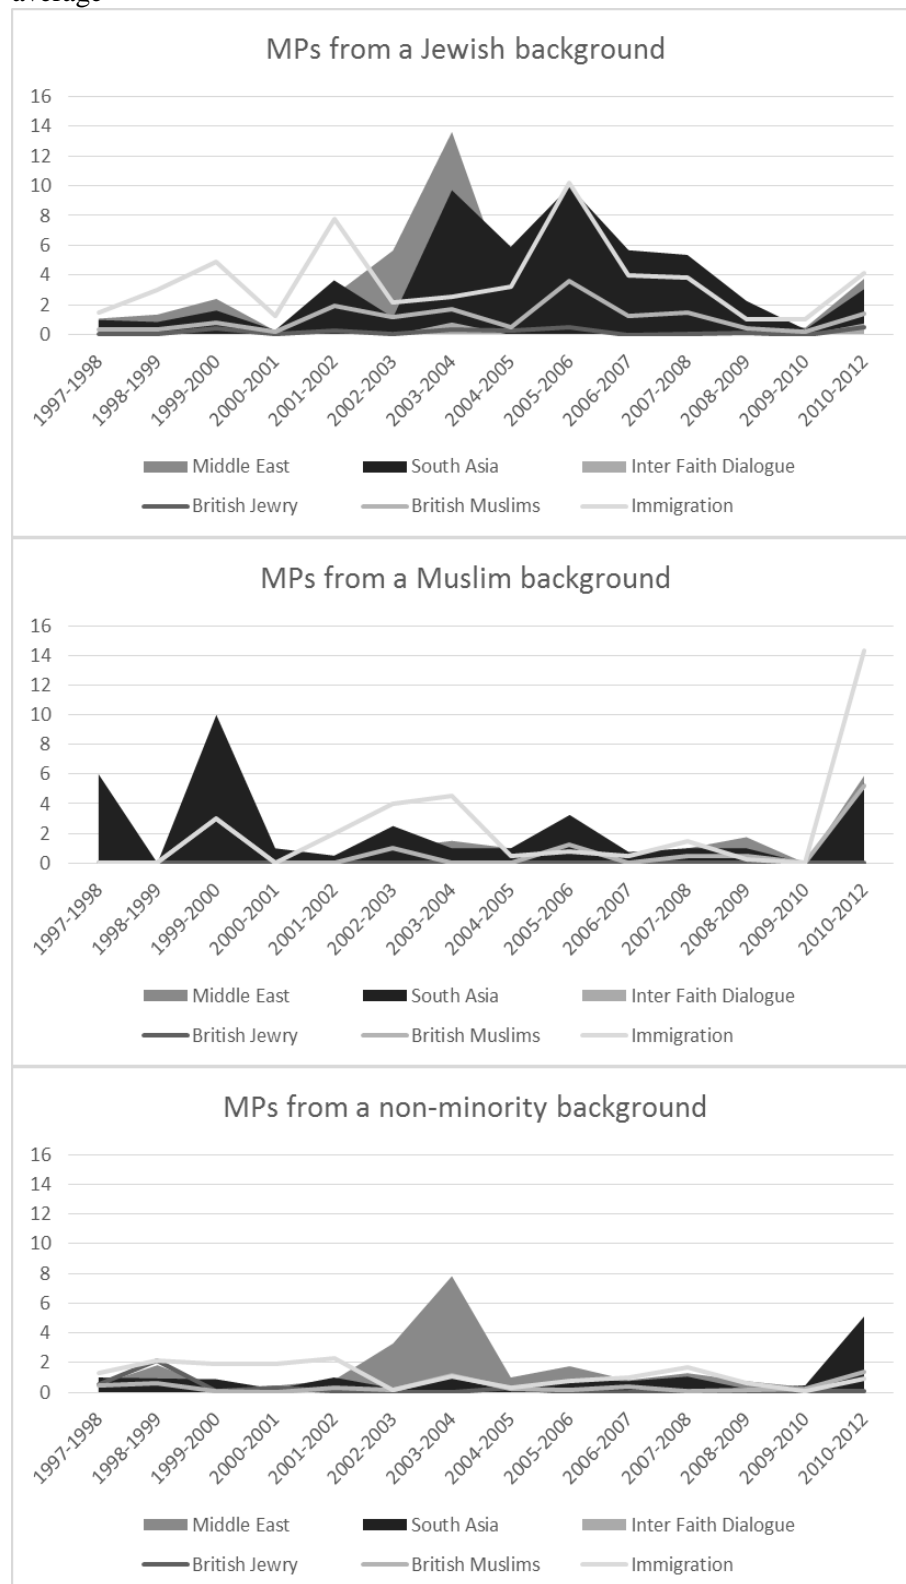 average
MPs from a Jewish background
16
14
12
10
8
6
4
2
0
1997-1998 1998-1999 1999-2000 2000-2001 2001-2002 2002-2003 2003-2004 2004-2005 2005-2006 2006-2007 2007-2008 2008-2009 2009-2010 2010-2012
Middle East South Asia Inter Faith Dialogue
British Jewry British Muslims Immigration
MPs from a Muslim background
16
14
12
10
8
6
4
2
0
1997-1998 1998-1999 1999-2000 2000-2001 2001-2002 2002-2003 2003-2004 2004-2005 2005-2006 2006-2007 2007-2008 2008-2009 2009-2010 2010-2012
Middle East South Asia Inter Faith Dialogue
British Jewry British Muslims Immigration
MPs from a non-minority background
16
14
12
10
8
6
4
2
0
1997-1998 1998-1999 1999-2000 2000-2001 2001-2002 2002-2003 2003-2004 2004-2005 2005-2006 2006-2007 2007-2008 2008-2009 2009-2010 2010-2012
Middle East South Asia Inter Faith Dialogue
British Jewry British Muslims Immigration